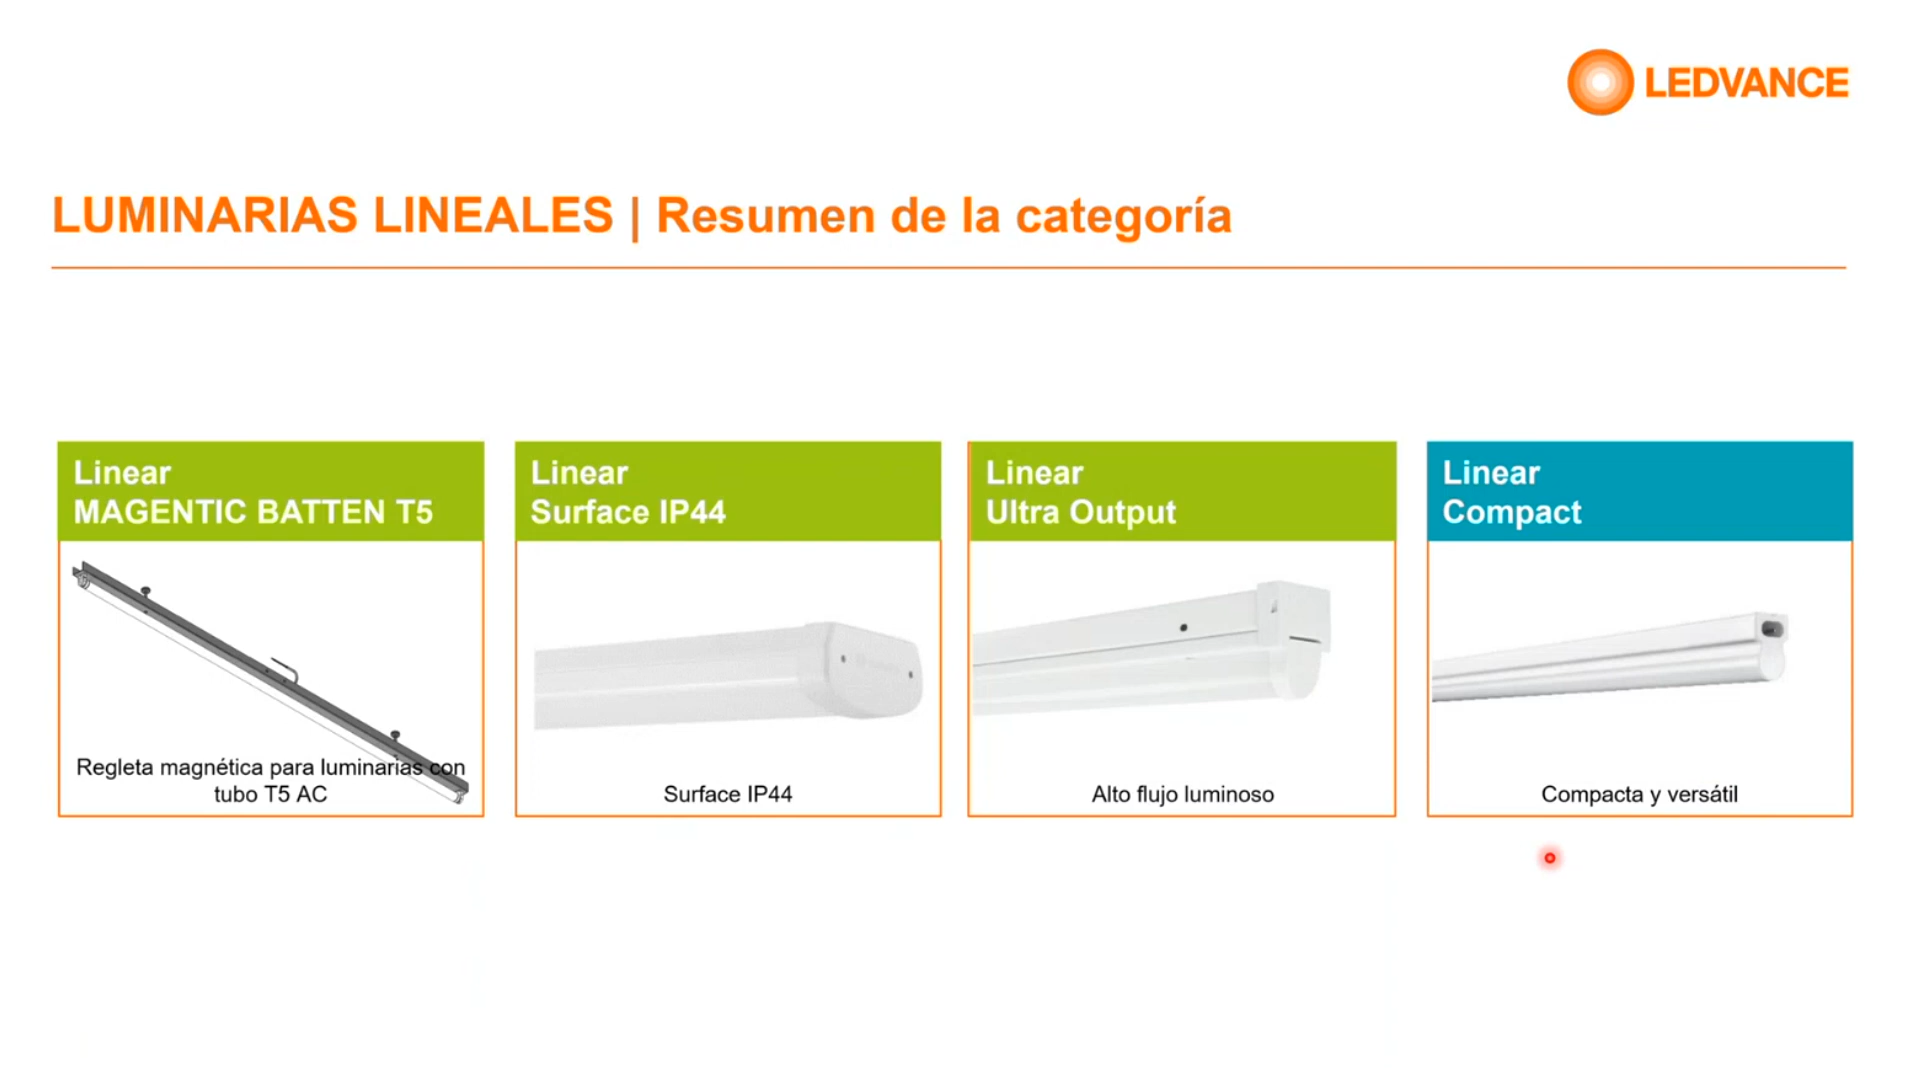 LEDVANCE
LUMINARIAS LINEALES | Resumen de la categoría
Linear
MAGENTIC BATTEN T5
Regleta magnética para luminarias con
tubo T5 AC
Linear
Surface IP44
Surface IP44
Linear
Ultra Output
Alto flujo luminoso
Linear
Compact
Compacta y versátil